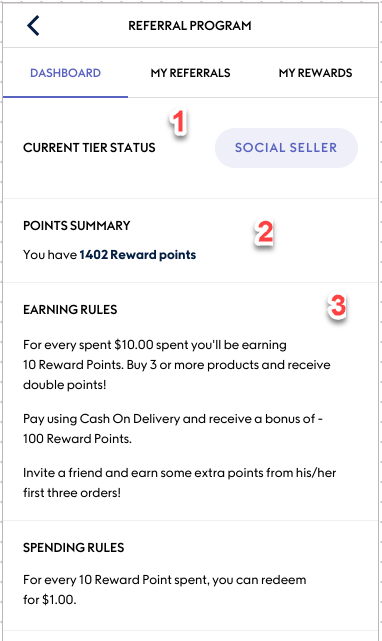 REFERRAL PROGRAM
DASHBOARD MY REFERRALS MY REWARDS
1
CURRENT TIER STATUS SOCIAL SELLER
POINTS SUMMARY
2
You have 1402 Reward points
EARNING RULES
3
For every spent $10.00 spent you'll be earning
10 Reward Points. Buy 3 or more products and receive
double points!
Pay using Cash On Delivery and receive a bonus of -
100 Reward Points.
Invite a friend and earn some extra points from his/her
first three orders!
SPENDING RULES
For every 10 Reward Point spent, you can redeem
for $1.00.